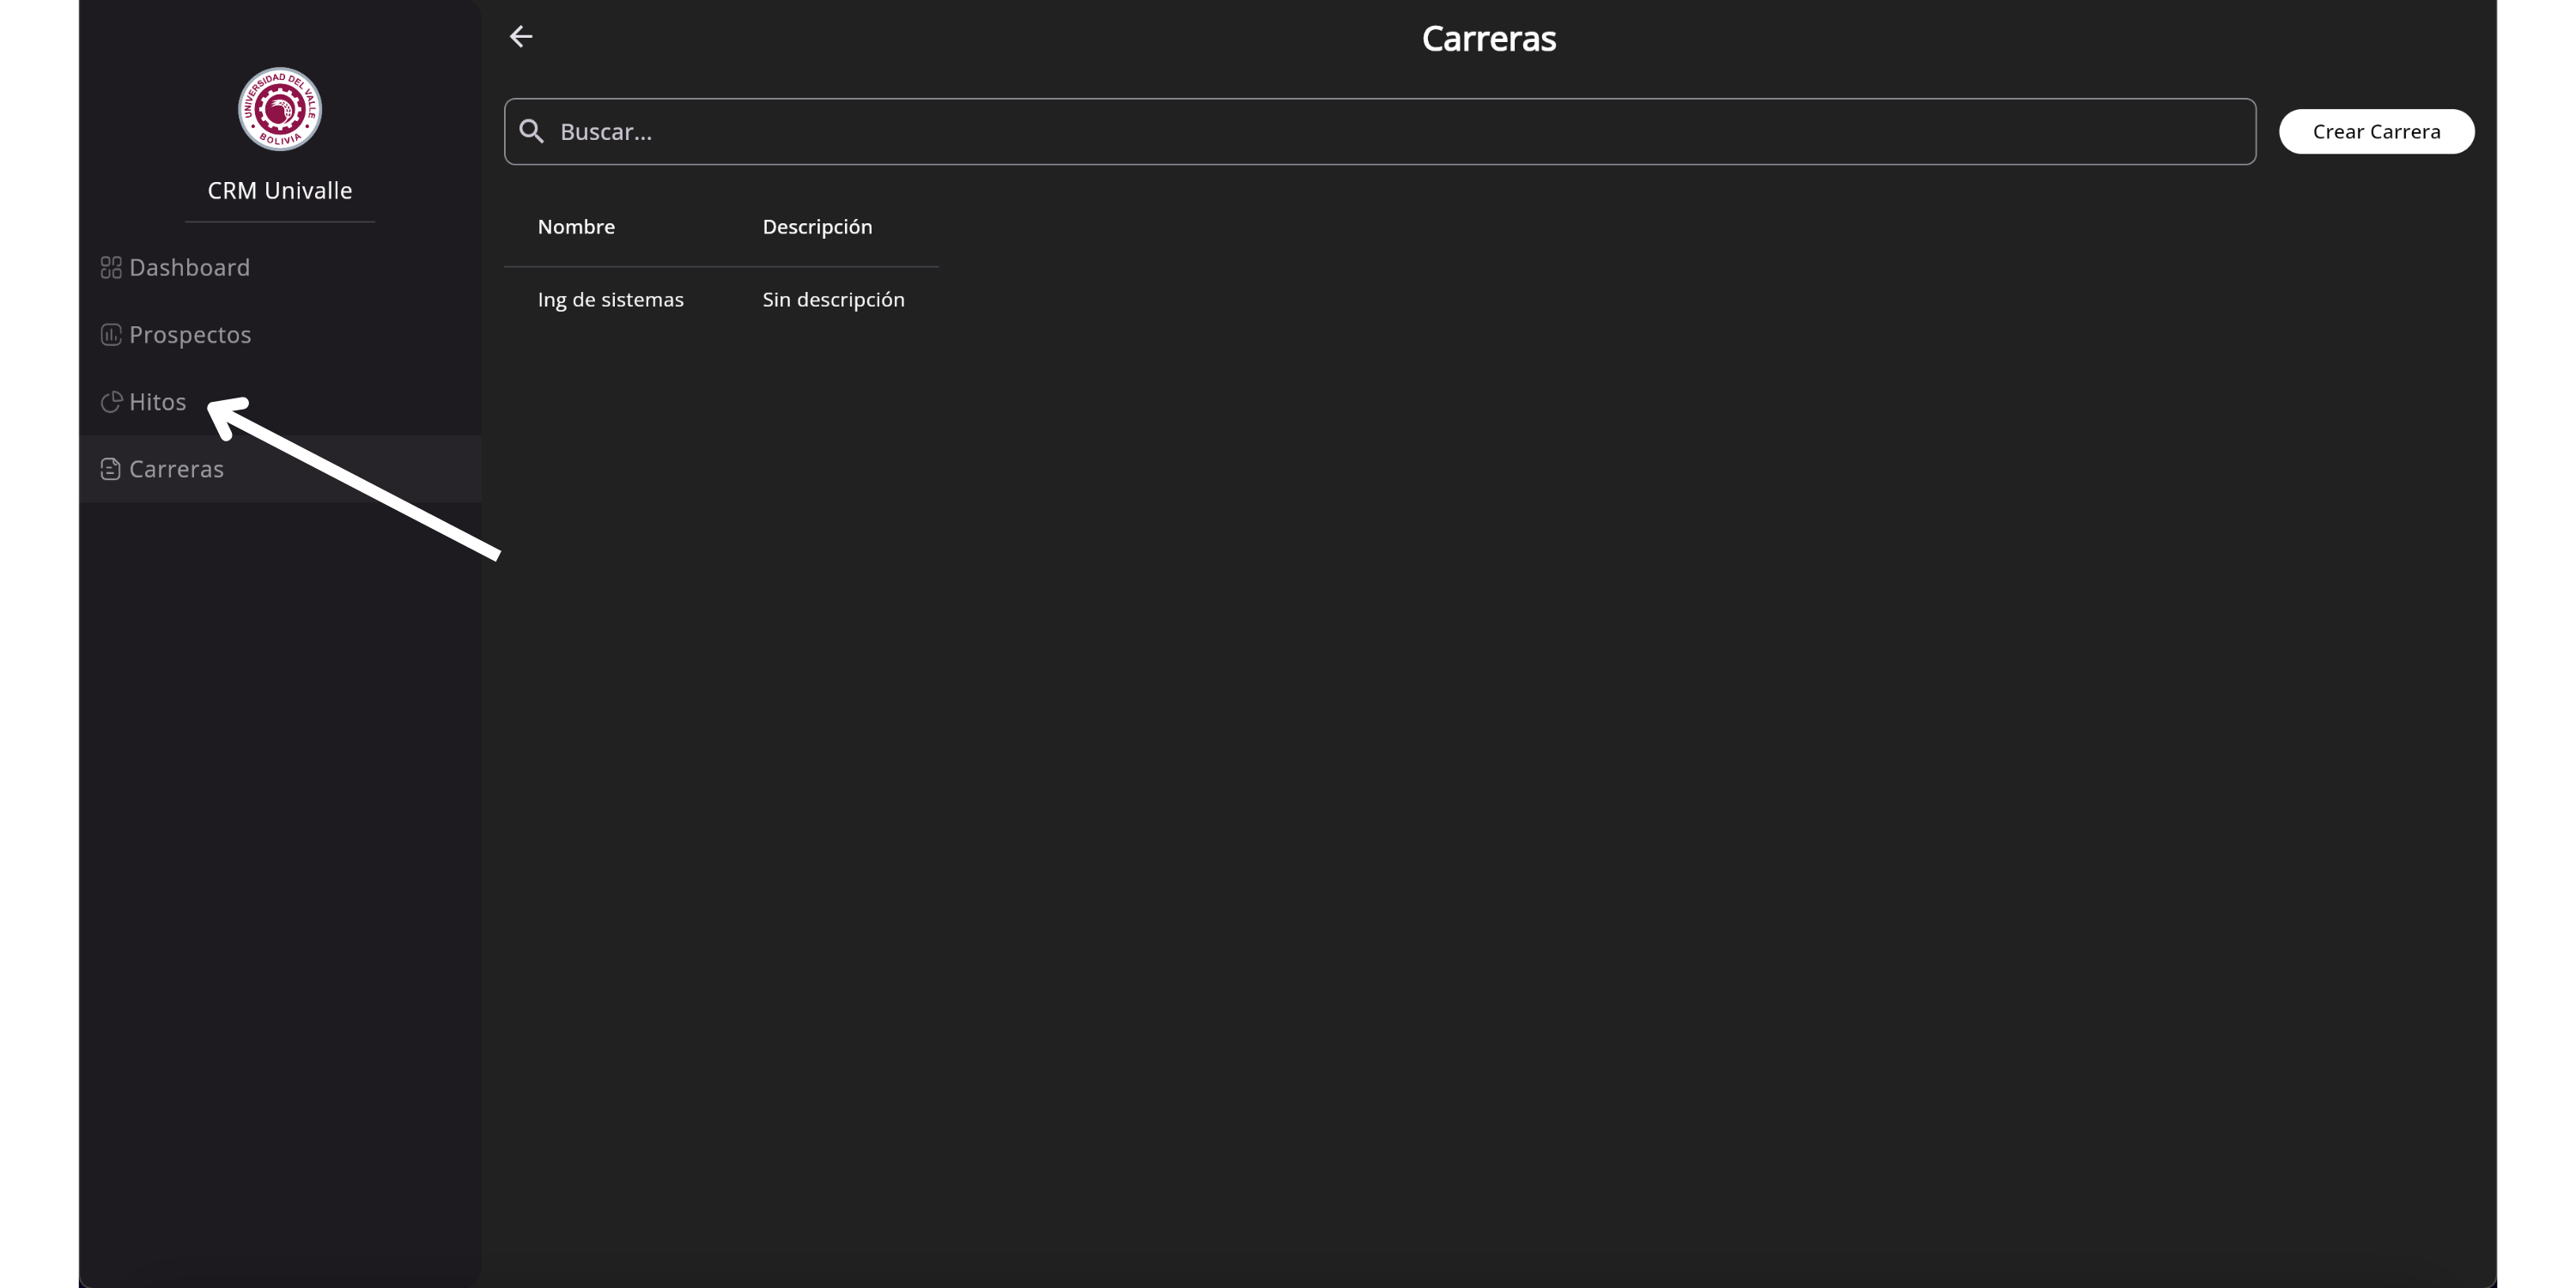 UNIVERSIDAD DEL VALLE
BOLIVIA
CRM Univalle
Dashboard
Prospectos
Hitos
Carreras
Carreras
Buscar...
Crear Carrera
Nombre Descripción
Ing de sistemas Sin descripción